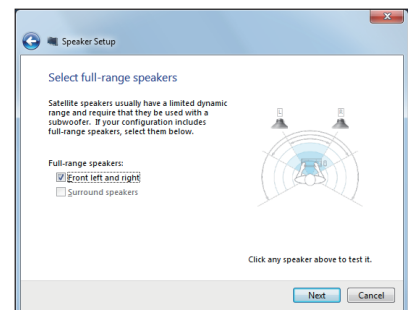 Speaker Setup
Select full-range speakers
Satellite speakers usually have a limited dynamic
range and require that they be used with a
subwoofer. If your configuration includes
full-range speakers, select them below.
Full-range speakers:
Front left and right
Surround speakers
L R
Click any speaker above to test it.
Next Cancel